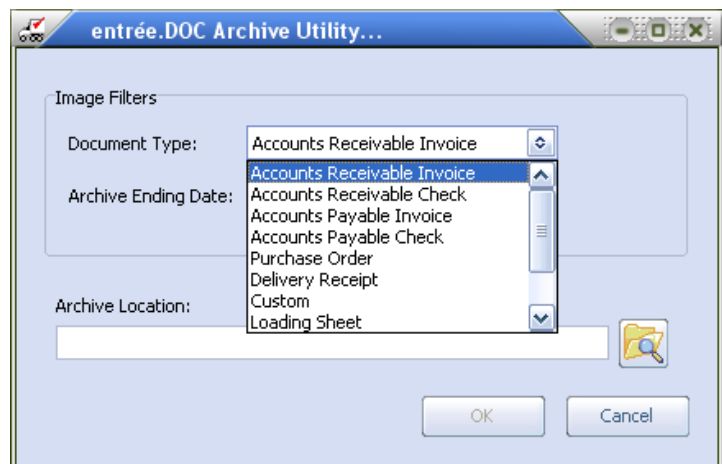 entrée.DOC Archive Utility...
Image Filters
Document Type:
Accounts Receivable Invoice
Accounts Receivable Invoice
Accounts Receivable Check
Archive Ending Date:
Accounts Payable Invoice
Accounts Payable Check
Purchase Order
Delivery Receipt
Custom
Loading Sheet
Archive Location:
OK
Cancel